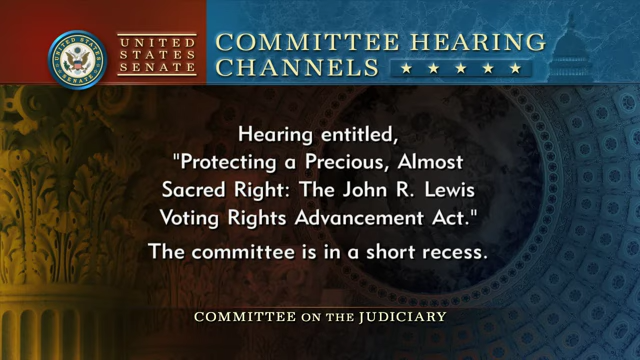 UNITED
STATES
SENATE
COMMITTEE HEARING
CHANNELS
Hearing entitled,
"Protecting a Precious, Almost
Sacred Right: The John R. Lewis
Voting Rights Advancement Act."
The committee is in a short recess.
COMMITTEE ON THE JUDICIARY